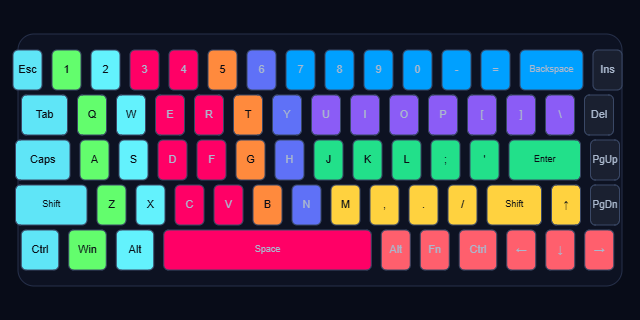 Esc 1 2 3 4 5 6 7 8 9 0 - = Backspace Ins
Tab Q W E R T Y U I O P [ ] \ Del
Caps A S D F G H J K L ; ' Enter PgUp
Shift Z X C V B N M , . / Shift ↑ PgDn
Ctrl Win Alt Space Alt Fn Ctrl ← ↓ →